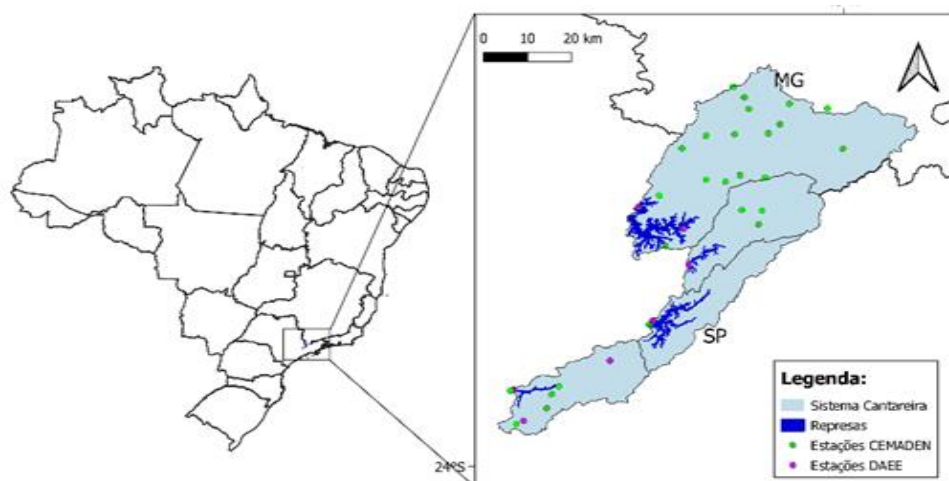 0 10 20 km
MG
SP
24°S
Legenda:
Sistema Cantareira
Represas
Estações CEMADEN
Estações DAEE